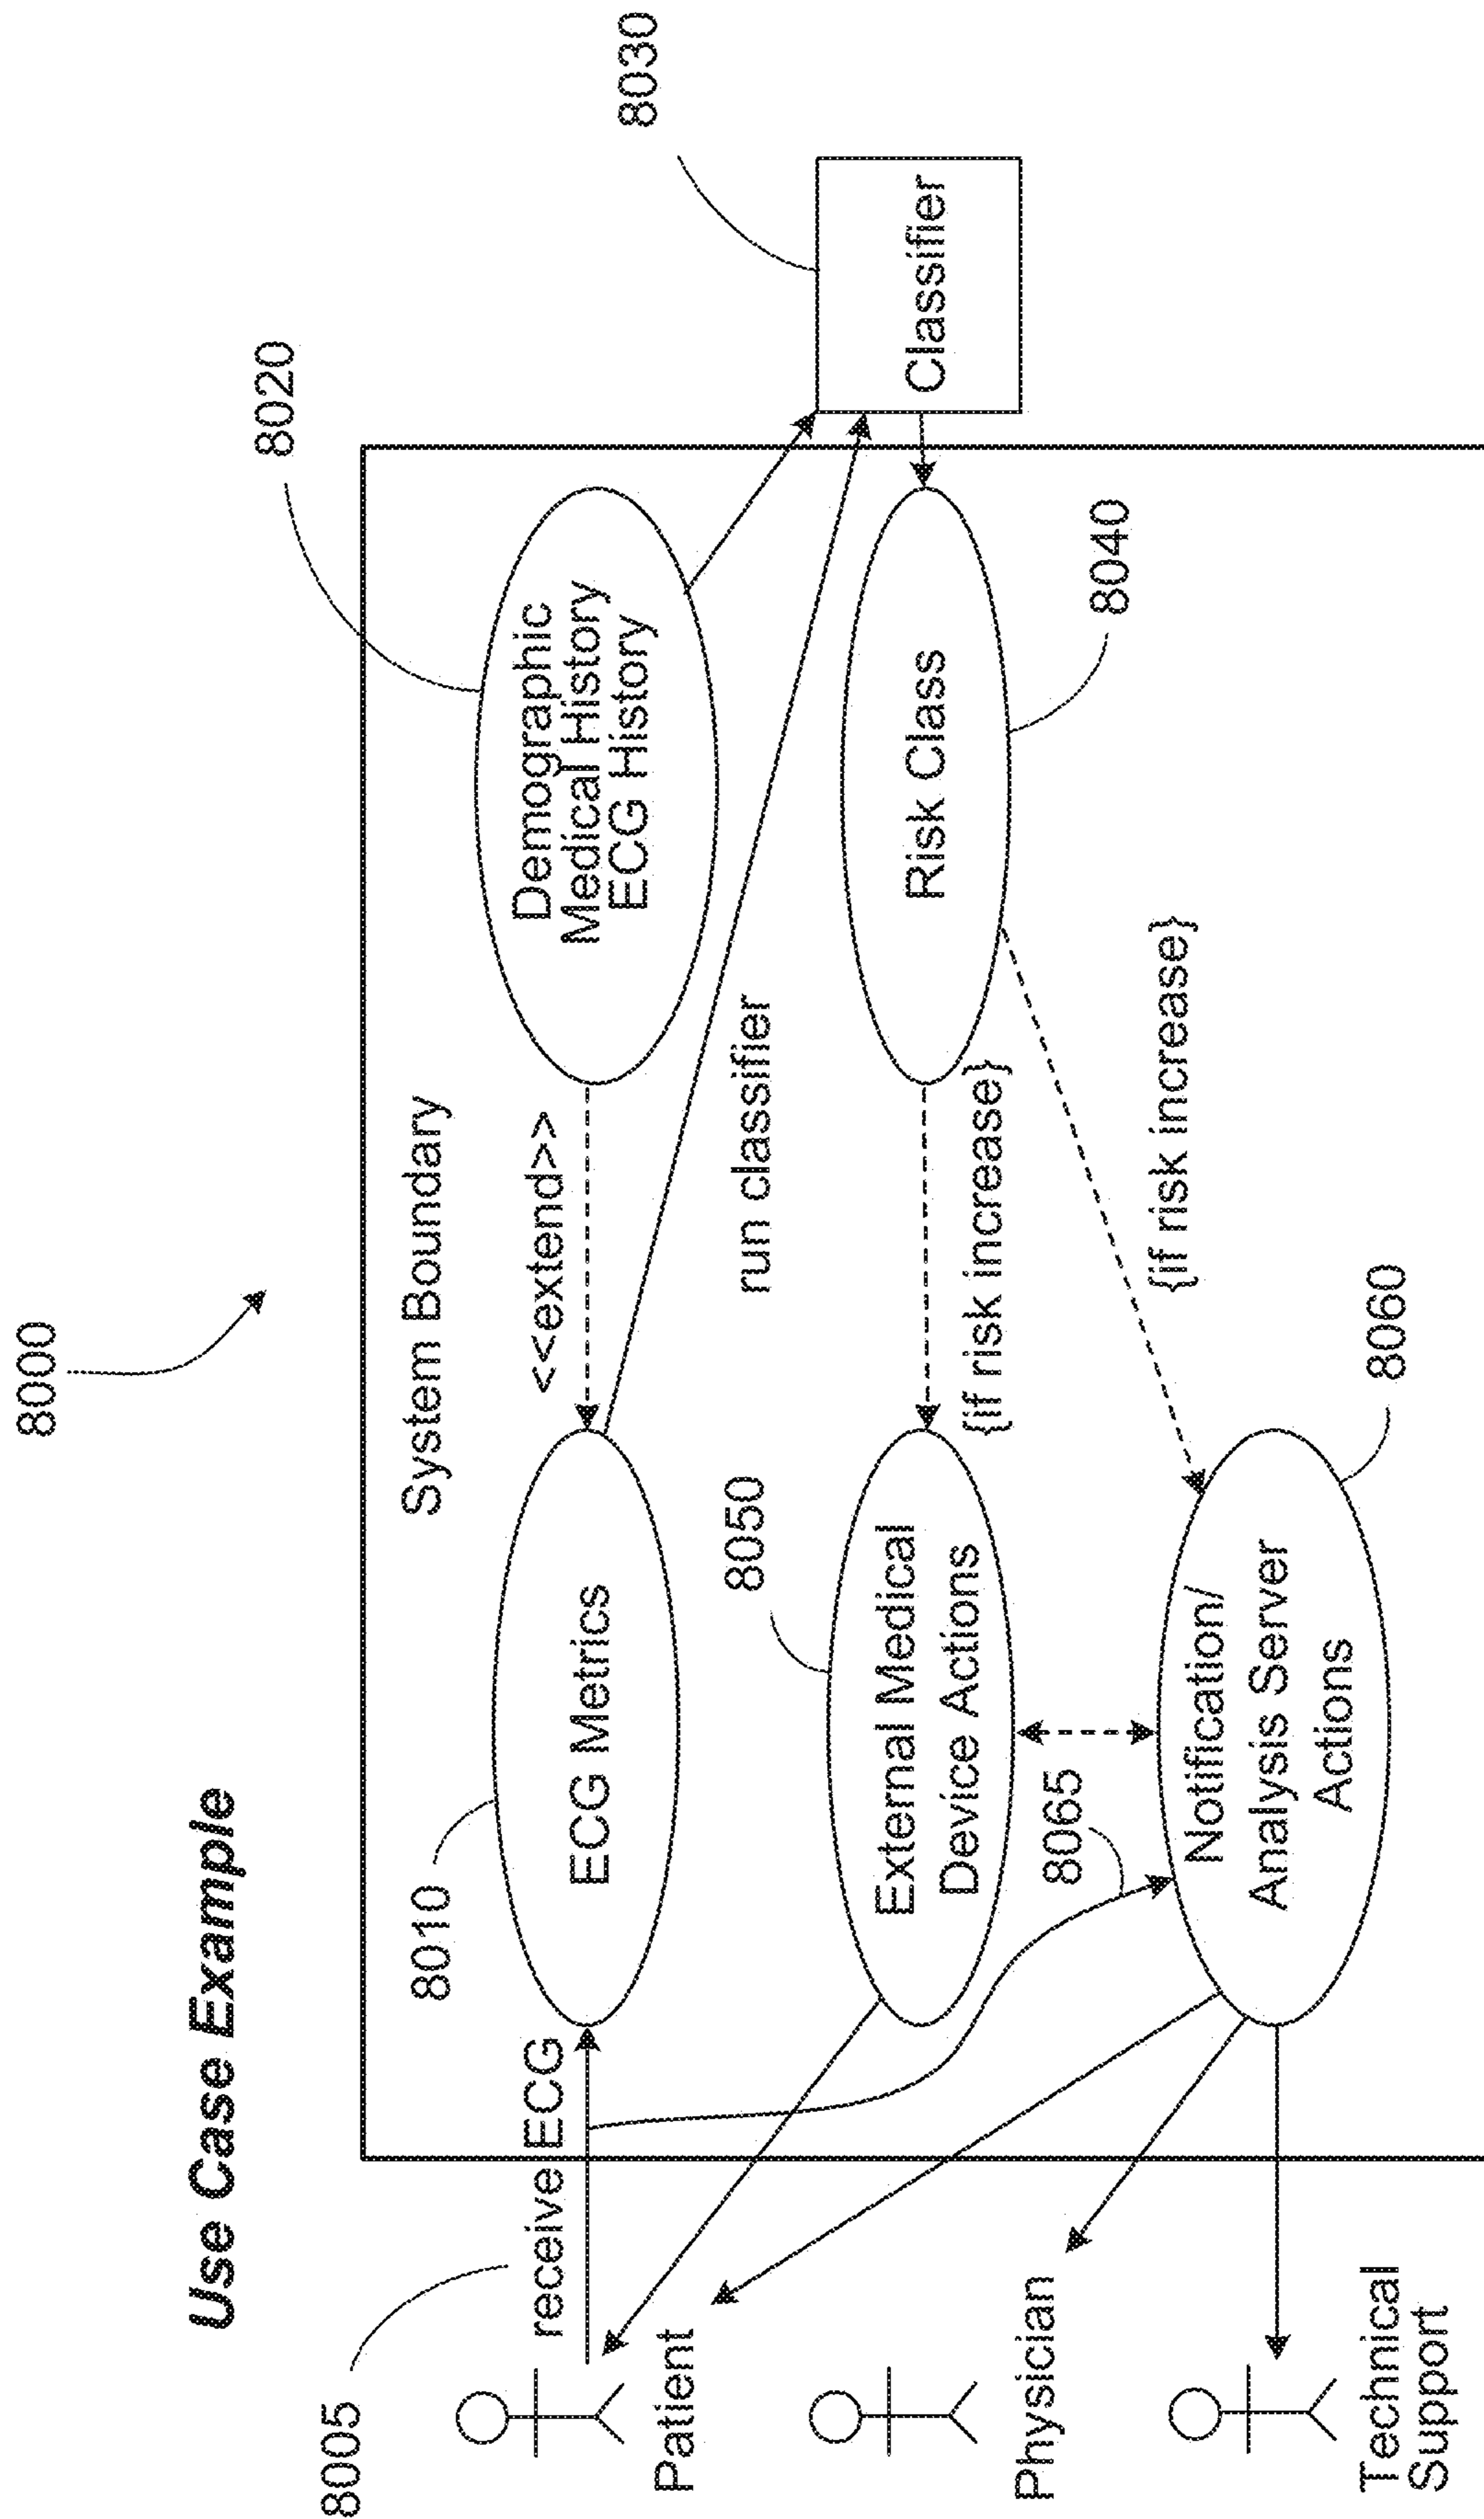 Use Case Example
8000
8005
receive ECG
Patient
Physician
Technical
Support
System Boundary
8010
ECG Metrics
<<extend>>
8020
Demographic
Medical History
ECG History
run classifier
8030
Classifier
8050
External Medical
Device Actions
{if risk increase}
Risk Class
8040
8065
Notification/
Analysis Server
Actions
8060
{if risk increase}